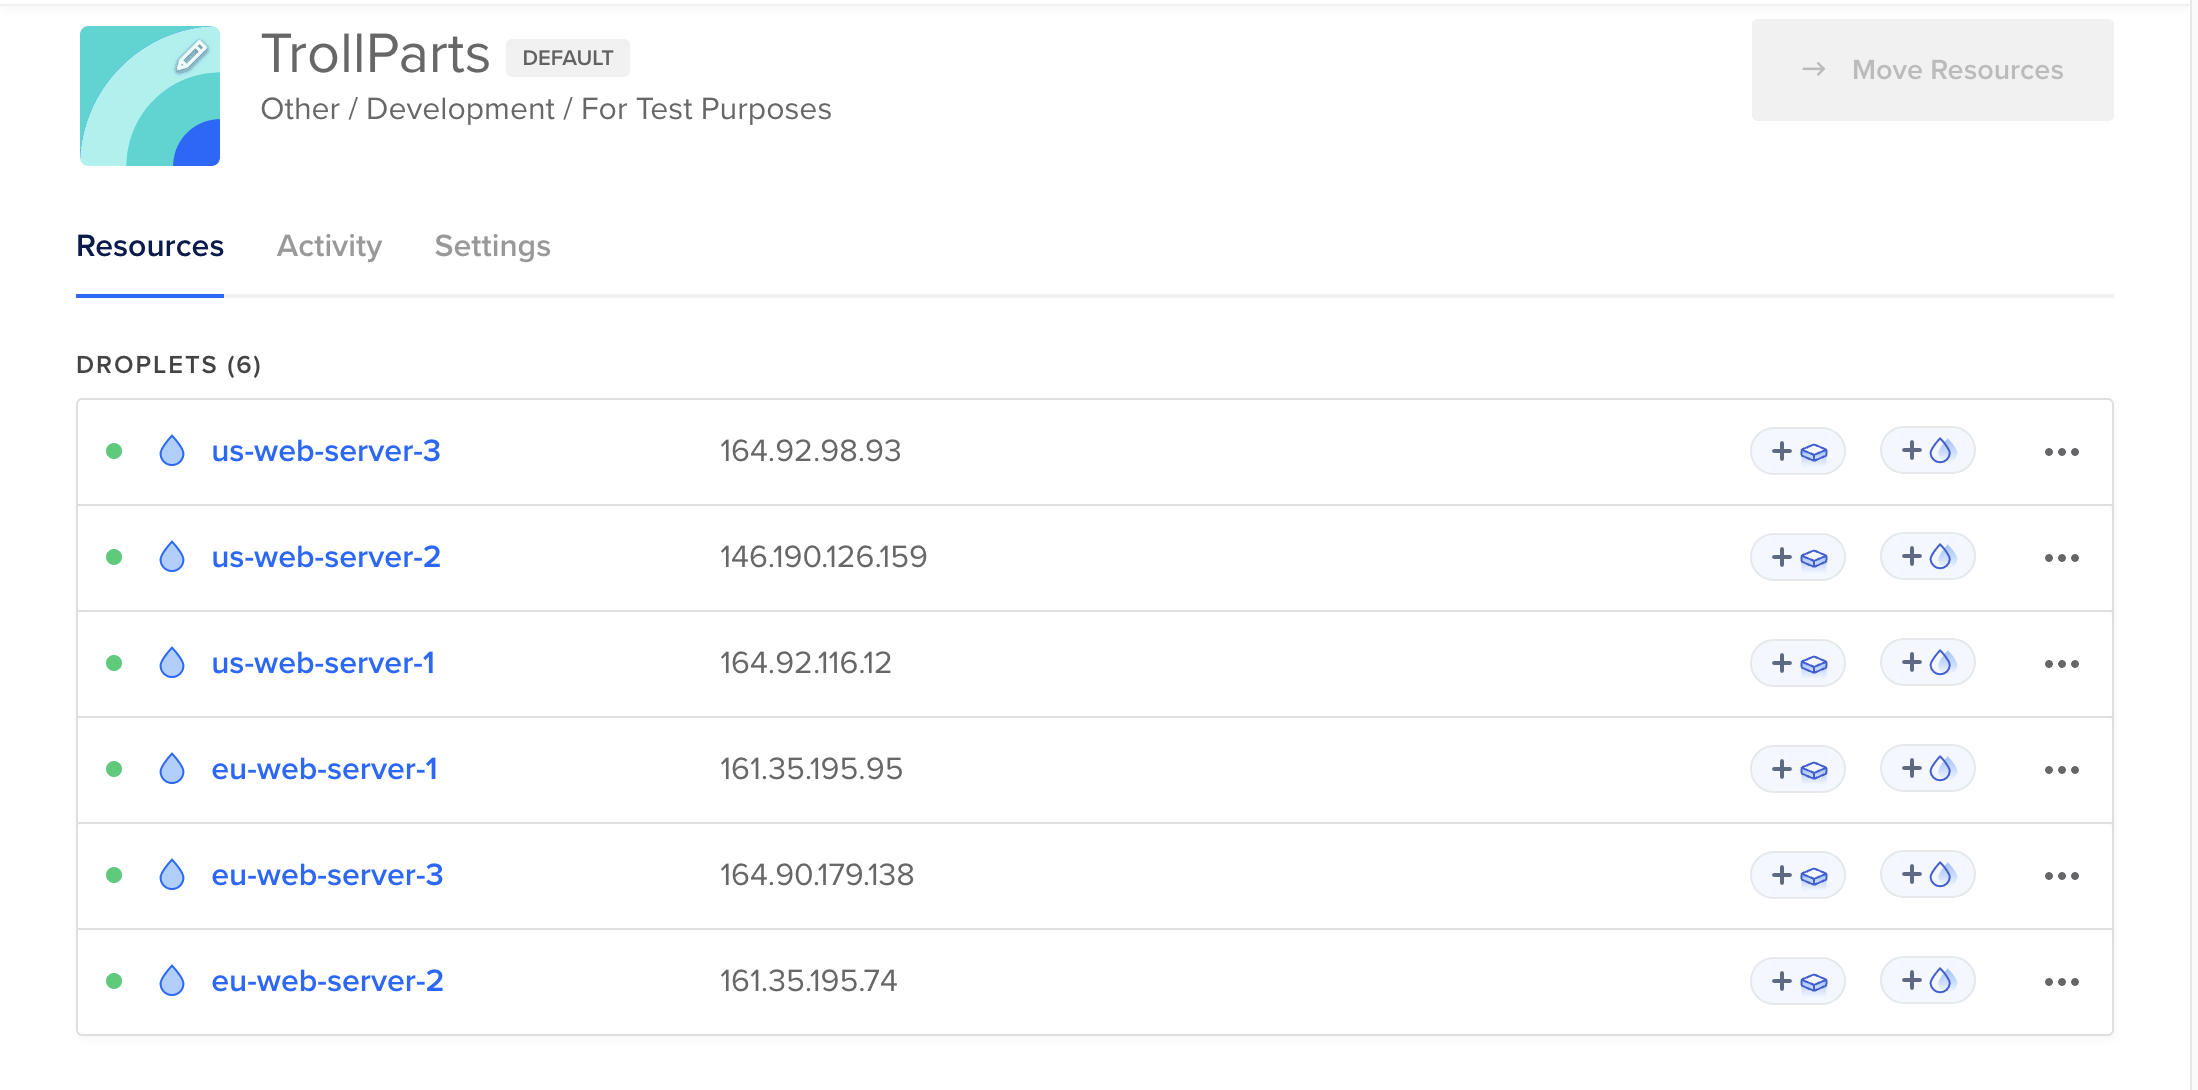 TrollParts DEFAULT
Other / Development / For Test Purposes
→ Move Resources
Resources Activity Settings
DROPLETS (6)
us-web-server-3 164.92.98.93
us-web-server-2 146.190.126.159
us-web-server-1 164.92.116.12
eu-web-server-1 161.35.195.95
eu-web-server-3 164.90.179.138
eu-web-server-2 161.35.195.74